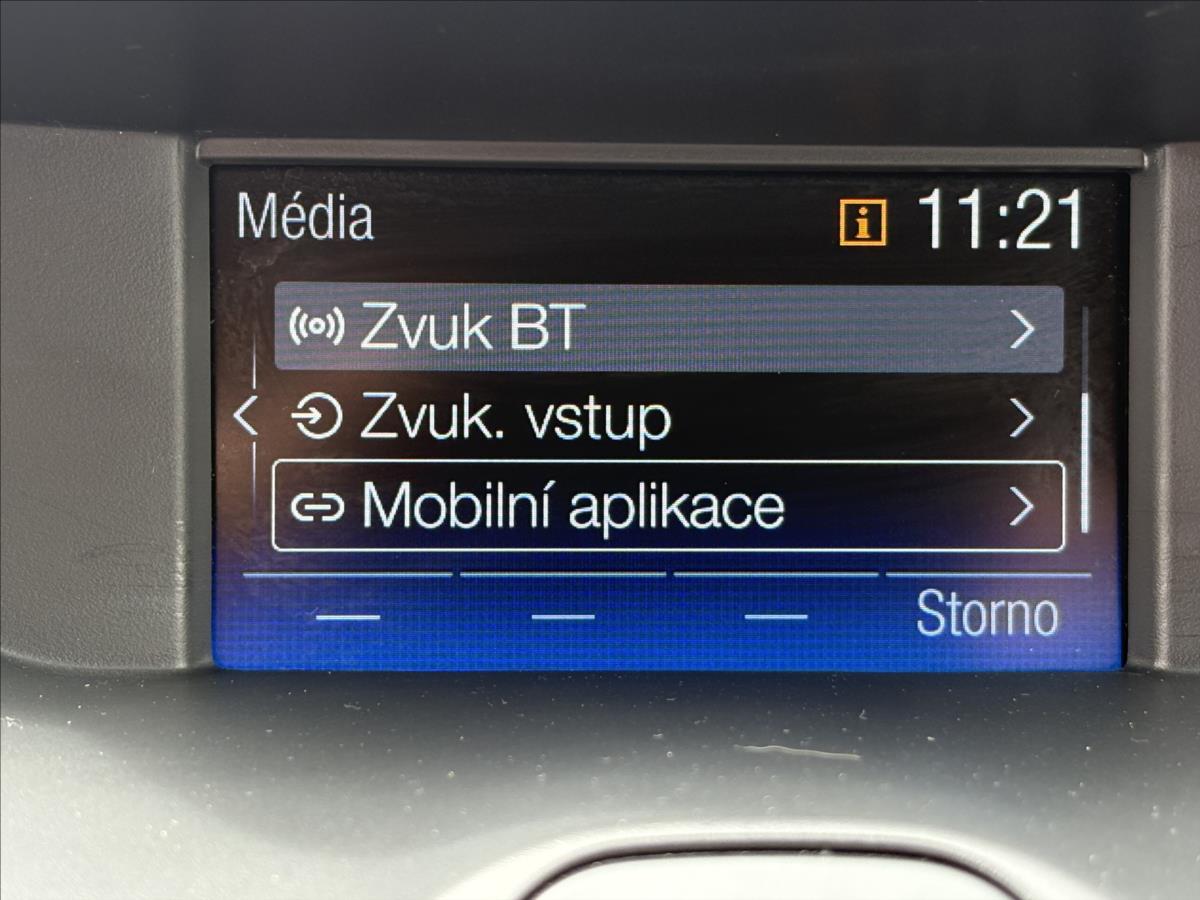 Média
11:21
Zvuk BT
Zvuk. vstup
Mobilní aplikace
Storno